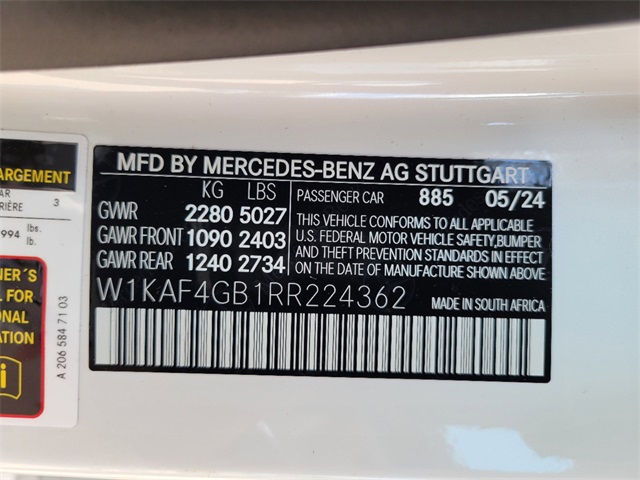 ARGEMENT
AR
RIÈRE 3
994 lbs.
lb.
NER´S
L FOR
ATION
A 206 584 71 03
MFD BY MERCEDES-BENZ AG STUTTGART
KG LBS PASSENGER CAR 885 05/24
GWR 2280 5027
GAWR FRONT 1090 2403
GAWR REAR 1240 2734
THIS VEHICLE CONFORMS TO ALL APPLICABLE
U.S. FEDERAL MOTOR VEHICLE SAFETY,BUMPER
AND THEFT PREVENTION STANDARDS IN EFFECT
ON THE DATE OF MANUFACTURE SHOWN ABOVE.
W1KAF4GB1RR224362 MADE IN SOUTH AFRICA